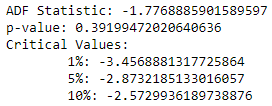 ADF Statistic: -1.7768885901589597
p-value: 0.39199472020640636
Critical Values:
1%: -3.4568881317725864
5%: -2.8732185133016057
10%: -2.5729936189738876